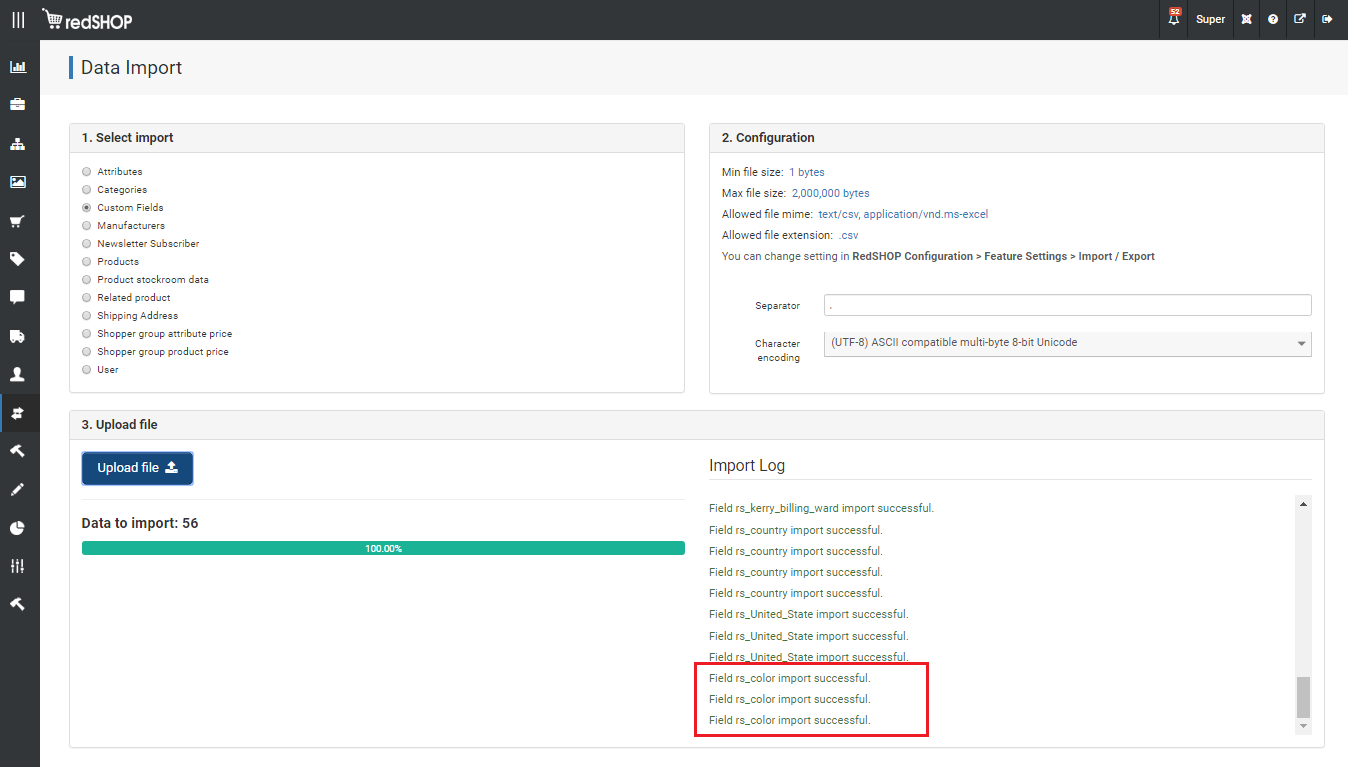 redSHOP
52
Super
Data Import
1. Select import
Attributes
Categories
Custom Fields
Manufacturers
Newsletter Subscriber
Products
Product stockroom data
Related product
Shipping Address
Shopper group attribute price
Shopper group product price
User
2. Configuration
Min file size: 1 bytes
Max file size: 2,000,000 bytes
Allowed file mime: text/csv, application/vnd.ms-excel
Allowed file extension: .csv
You can change setting in RedSHOP Configuration > Feature Settings > Import / Export
Separator ,
Character
encoding
(UTF-8) ASCII compatible multi-byte 8-bit Unicode
3. Upload file
Upload file
Data to import: 56
100.00%
Import Log
Field rs_kerry_billing_ward import successful.
Field rs_country import successful.
Field rs_country import successful.
Field rs_country import successful.
Field rs_country import successful.
Field rs_United_State import successful.
Field rs_United_State import successful.
Field rs_United_State import successful.
Field rs_color import successful.
Field rs_color import successful.
Field rs_color import successful.